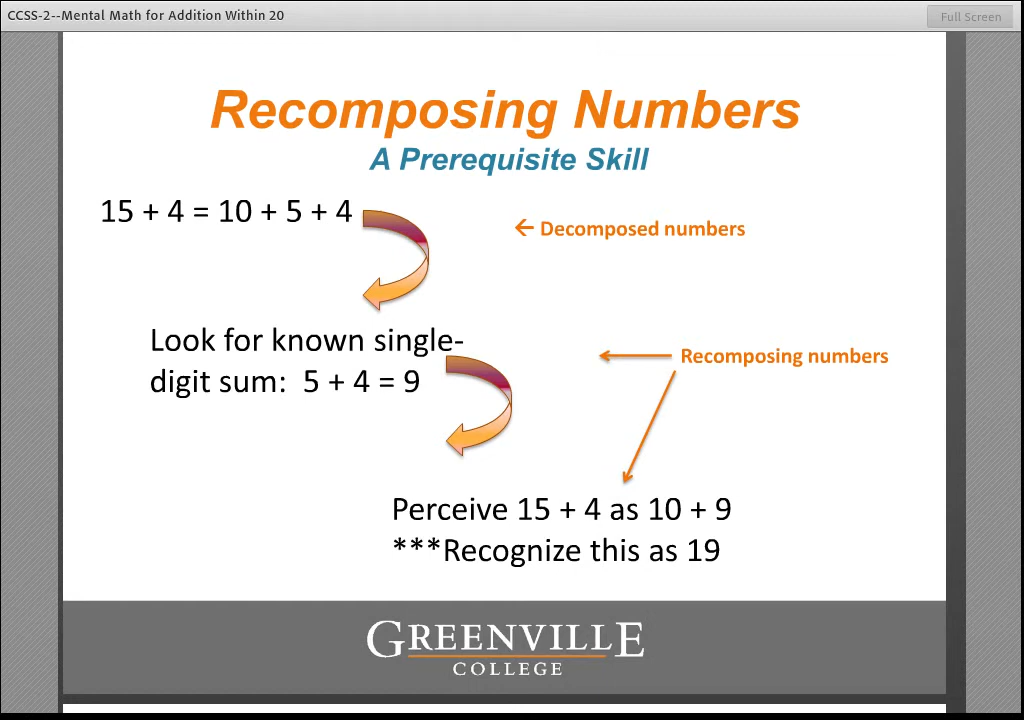 CCSS-2--Mental Math for Addition Within 20
Full Screen
Recomposing Numbers
A Prerequisite Skill
15 + 4 = 10 + 5 + 4
← Decomposed numbers
Look for known single-
digit sum: 5 + 4 = 9
Recomposing numbers
Perceive 15 + 4 as 10 + 9
***Recognize this as 19
GREENVILLE
COLLEGE